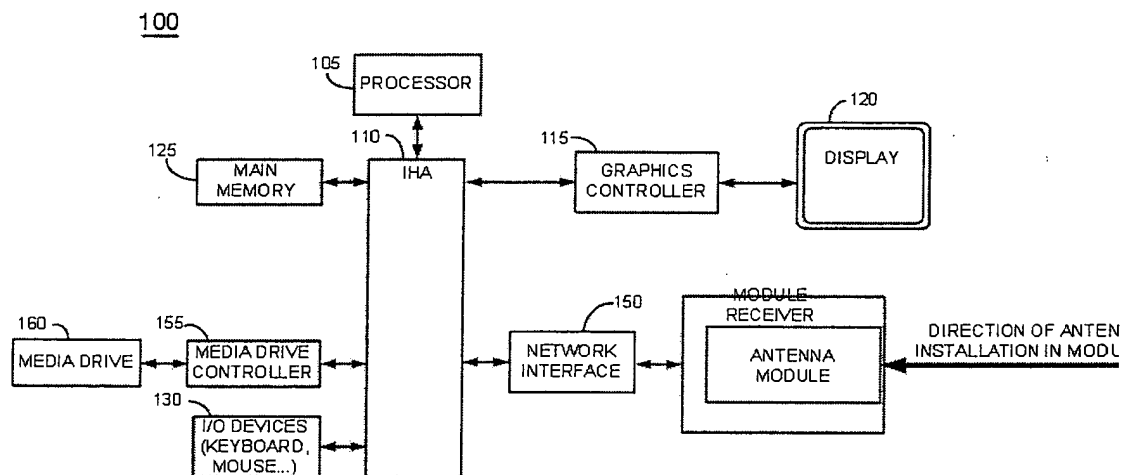 100
105
PROCESSOR
110
IHA
125
MAIN
MEMORY
115
GRAPHICS
CONTROLLER
120
DISPLAY
160
MEDIA DRIVE
155
MEDIA DRIVE
CONTROLLER
130
I/O DEVICES
(KEYBOARD,
MOUSE...)
150
NETWORK
INTERFACE
MODULE
RECEIVER
ANTENNA
MODULE
DIRECTION OF ANTEN
INSTALLATION IN MODU